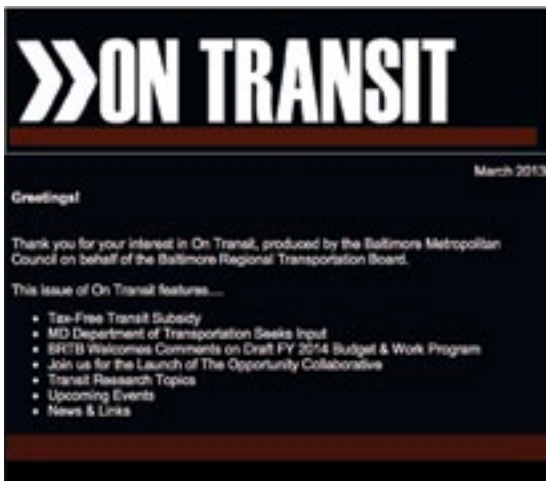 »ON TRANSIT
March 2013
Greetings!
Thank you for your interest in On Transit, produced by the Baltimore Metropolitan
Council on behalf of the Baltimore Regional Transportation Board.
This issue of On Transit features....
• Tax-Free Transit Subsidy
• MD Department of Transportation Seeks Input
• BRTB Welcomes Comments on Draft FY 2014 Budget & Work Program
• Join us for the Launch of The Opportunity Collaborative
• Transit Research Topics
• Upcoming Events
• News & Links